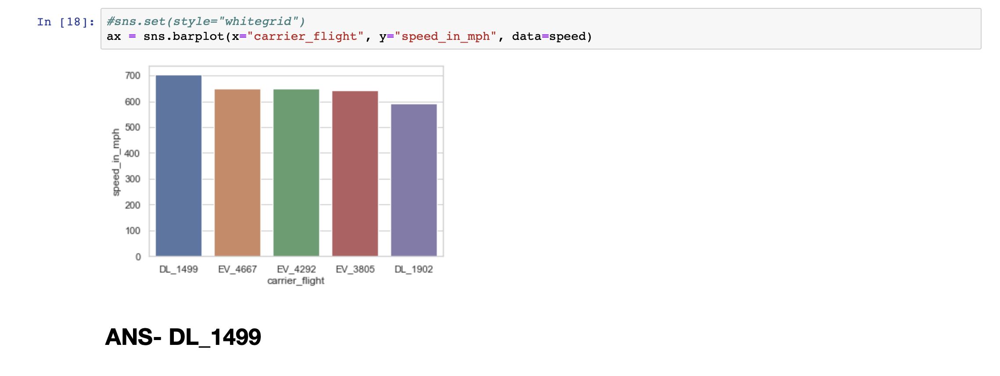 In [18]:
#sns.set(style="whitegrid")
ax = sns.barplot(x="carrier_flight", y="speed_in_mph", data=speed)
700
600
500
400
300
200
100
0
speed_in_mph
DL_1499 EV_4667 EV_4292 EV_3805 DL_1902
carrier_flight
ANS- DL_1499